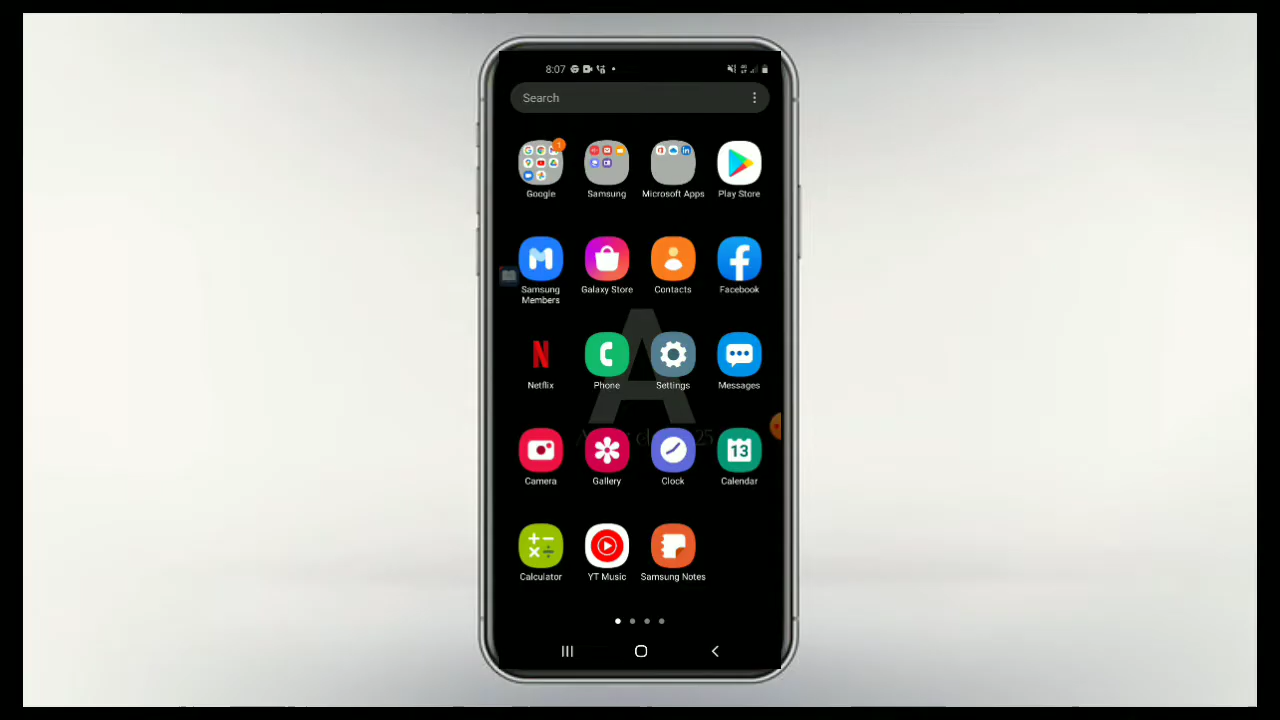 8:07
Search
1
Google
Samsung
Microsoft Apps
Play Store
Samsung
Members
Galaxy Store
Contacts
Facebook
N
Netflix
Phone
Settings
Messages
A
13
Camera
Gallery
Clock
Calendar
Calculator
YT Music
Samsung Notes